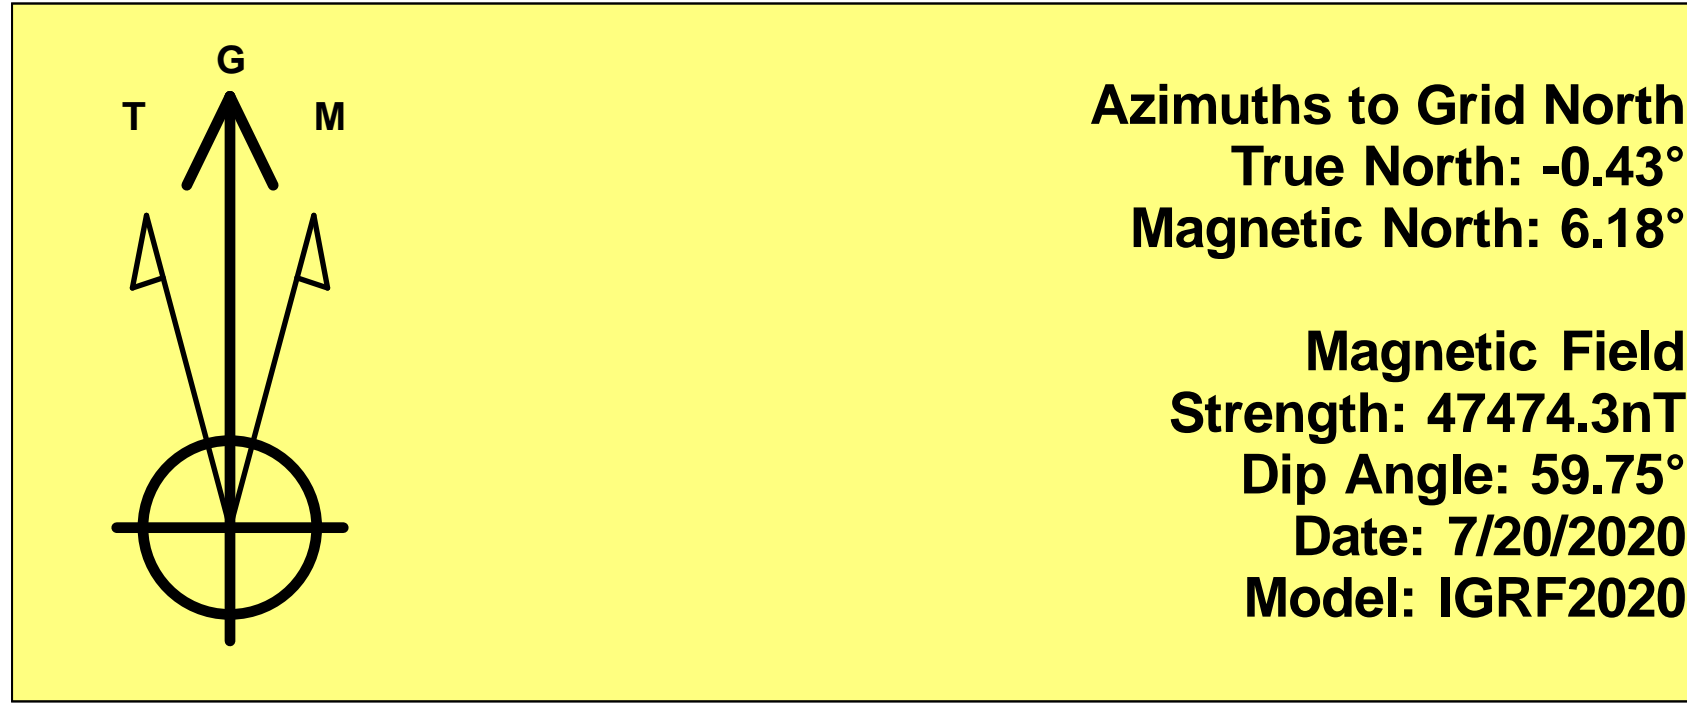 G
T M
Azimuths to Grid North
True North: -0.43°
Magnetic North: 6.18°
Magnetic Field
Strength: 47474.3nT
Dip Angle: 59.75°
Date: 7/20/2020
Model: IGRF2020